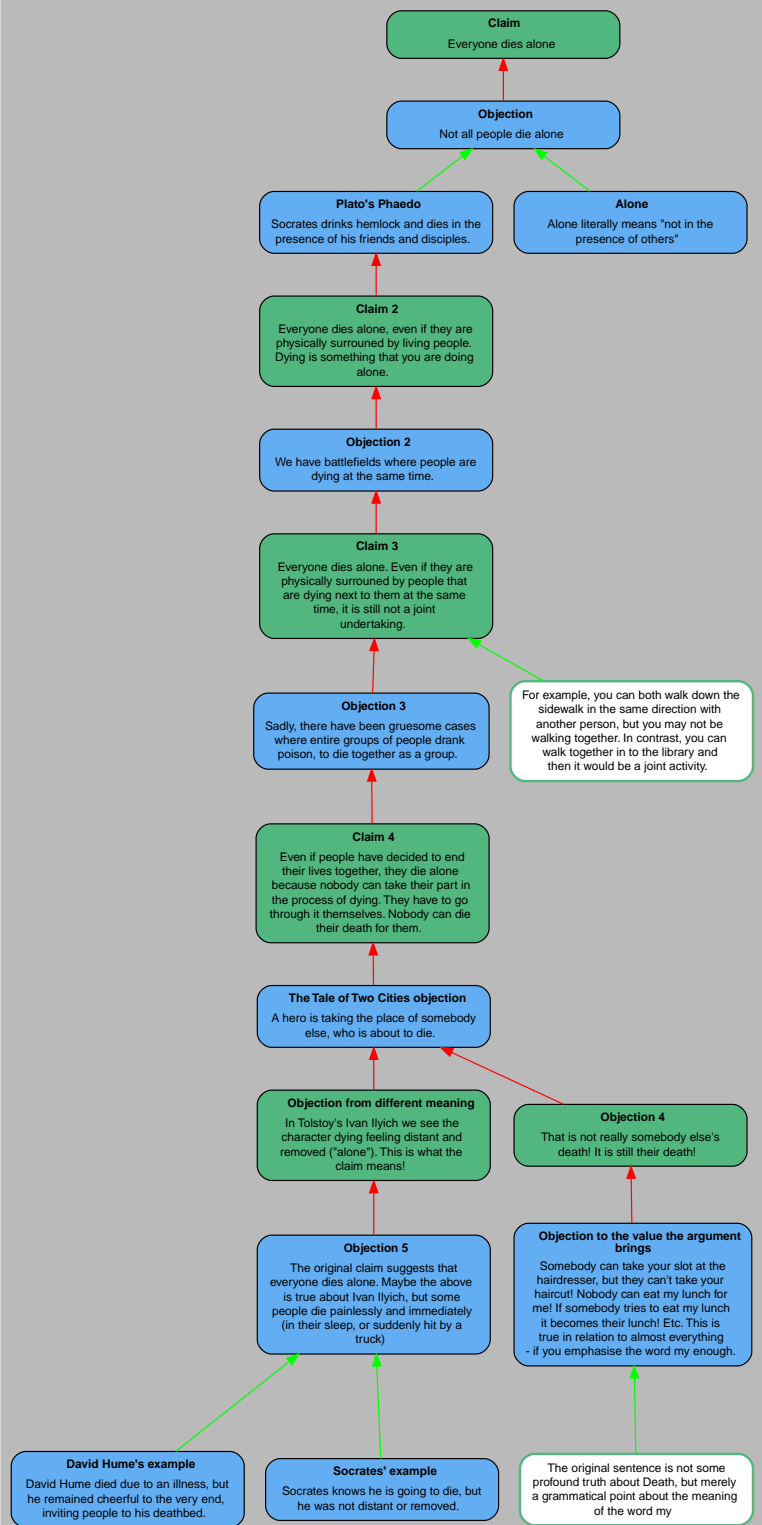 Claim
Everyone dies alone
Objection
Not all people die alone
Plato's Phaedo
Socrates drinks hemlock and dies in the
presence of his friends and disciples.
Alone
Alone literally means "not in the
presence of others"
Claim 2
Everyone dies alone, even if they are
physically surrounded by living people.
Dying is something that you are doing
alone.
Objection 2
We have battlefields where people are
dying at the same time.
Claim 3
Everyone dies alone. Even if they are
physically surrouned by people that
are dying next to them at the same
time, it is still not a joint
undertaking.
For example, you can both walk down the
sidewalk in the same direction with
another person, but you may not be
walking together. In contrast, you can
walk together in to the library and
then it would be a joint activity.
Objection 3
Sadly, there have been gruesome cases
where entire groups of people drank
poison, to die together as a group.
Claim 4
Even if people have decided to end
their lives together, they die alone
because nobody can take their part in
the process of dying. They have to go
through it themselves. Nobody can die
their death for them.
The Tale of Two Cities objection
A hero is taking the place of somebody
else, who is about to die.
Objection from different meaning
In Tolstoy's Ivan Ilyich we see the
character dying feeling distant and
removed ("alone"). This is what the
claim means!
Objection 4
That is not really somebody else's
death! It is still their death!
Objection 5
The original claim suggests that
everyone dies alone. Maybe the above
is true about Ivan Ilyich, but some
people die painlessly and immediately
(in their sleep, or suddenly hit by a
truck)
Objection to the value the argument
brings
Somebody can take your slot at the
hairdresser, but they can't take your
haircut! Nobody can eat my lunch for
me! If somebody tries to eat my lunch
it becomes their lunch! Etc. This is
true in relation to almost everything
- if you emphasise the word my enough.
David Hume's example
David Hume died due to an illness, but
he remained cheerful to the very end,
inviting people to his deathbed.
Socrates' example
Socrates knows he is going to die, but
he was not distant or removed.
The original sentence is not some
profound truth about Death, but merely
a grammatical point about the meaning
of the word my